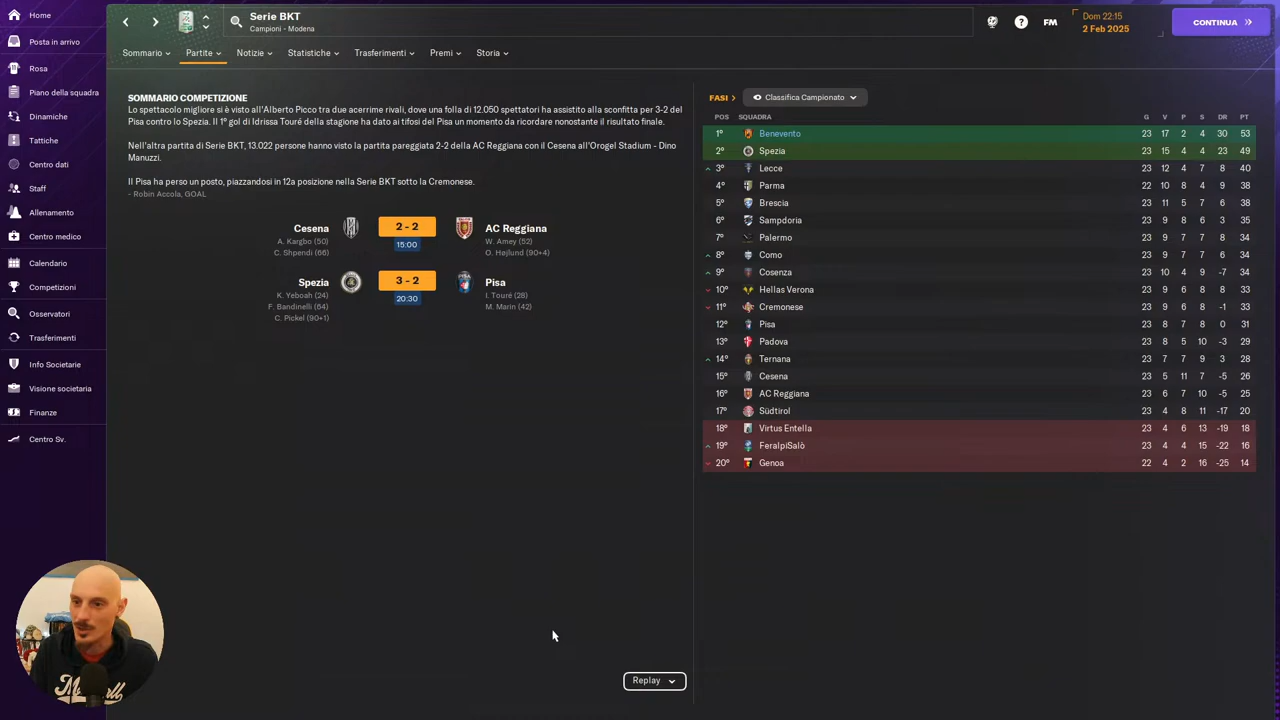 Home
Posta in arrivo
Rosa
Piano della squadra
Dinamiche
Tattiche
Centro dati
Staff
Allenamento
Centro medico
Calendario
Competizioni
Osservatori
Trasferimenti
Info Societarie
Visione societaria
Finanze
Centro Sv.
Serie BKT
Campioni - Modena
FM
Dom 22:15
2 Feb 2025
CONTINUA
Sommario
Partite
Notizie
Statistiche
Trasferimenti
Premi
Storia
SOMMARIO COMPETIZIONE
Lo spettacolo migliore si è visto all'Alberto Picco tra due acerrime rivali, dove una folla di 12.050 spettatori ha assistito alla sconfitta per 3-2 del
Pisa contro lo Spezia. Il 1° gol di Idrissa Touré della stagione ha dato ai tifosi del Pisa un momento da ricordare nonostante il risultato finale.
Nell'altra partita di Serie BKT, 13.022 persone hanno visto la partita pareggiata 2-2 della AC Reggiana con il Cesena all'Orogel Stadium - Dino
Manuzzi.
Il Pisa ha perso un posto, piazzandosi in 12a posizione nella Serie BKT sotto la Cremonese.
- Robin Accola, GOAL
Cesena 2 - 2 AC Reggiana
A. Kargbo (50) 15:00 W. Amey (52)
C. Shpendi (66) O. Højlund (90+4)
Spezia 3 - 2 Pisa
K. Yeboah (24) 20:30 I. Touré (28)
F. Bandinelli (64) M. Marin (42)
C. Pickel (90+1)
Replay
FASI Classifica Campionato
POS SQUADRA G V P S DR PT
1° Benevento 23 17 2 4 30 53
2° Spezia 23 15 4 4 23 49
3° Lecce 23 12 4 7 8 40
4° Parma 22 10 8 4 9 38
5° Brescia 23 11 5 7 6 38
6° Sampdoria 23 9 8 6 3 35
7° Palermo 23 9 7 7 8 34
8° Como 23 9 7 7 6 34
9° Cosenza 23 10 4 9 -7 34
10° Hellas Verona 23 9 6 8 8 33
11° Cremonese 23 9 6 8 -1 33
12° Pisa 23 8 7 8 0 31
13° Padova 23 8 5 10 -3 29
14° Ternana 23 7 7 9 3 28
15° Cesena 23 5 11 7 -5 26
16° AC Reggiana 23 6 7 10 -5 25
17° Südtirol 23 4 8 11 -17 20
18° Virtus Entella 23 4 6 13 -19 18
19° FeralpiSalò 23 4 4 15 -22 16
20° Genoa 22 4 2 16 -25 14